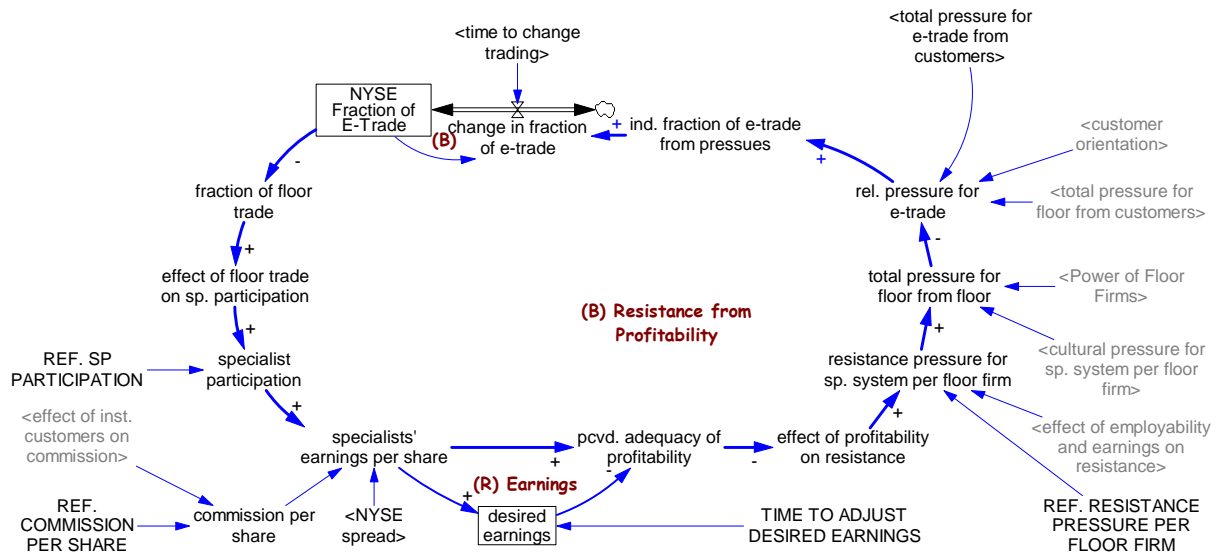 <time to change
trading>
<total pressure for
e-trade from
customers>
NYSE
Fraction of
E-Trade
(B)
change in fraction
of e-trade
+
ind. fraction of e-trade
from pressues
+
<customer
orientation>
rel. pressure for
e-trade
<total pressure for
floor from customers>
-
fraction of floor
trade
+
-
effect of floor trade
on sp. participation
total pressure for
floor from floor
<Power of Floor
Firms>
+
(B) Resistance from
Profitability
+
REF. SP
PARTICIPATION
specialist
participation
resistance pressure for
sp. system per floor firm
<cultural pressure for
sp. system per floor
firm>
+
+
<effect of inst.
customers on
commission>
specialists'
earnings per share
+
pcvd. adequacy of
profitability
-
-
effect of profitability
on resistance
<effect of employability
and earnings on
resistance>
(R) Earnings
+
REF.
COMMISSION
PER SHARE
commission per
share
<NYSE
spread>
desired
earnings
TIME TO ADJUST
DESIRED EARNINGS
REF. RESISTANCE
PRESSURE PER
FLOOR FIRM